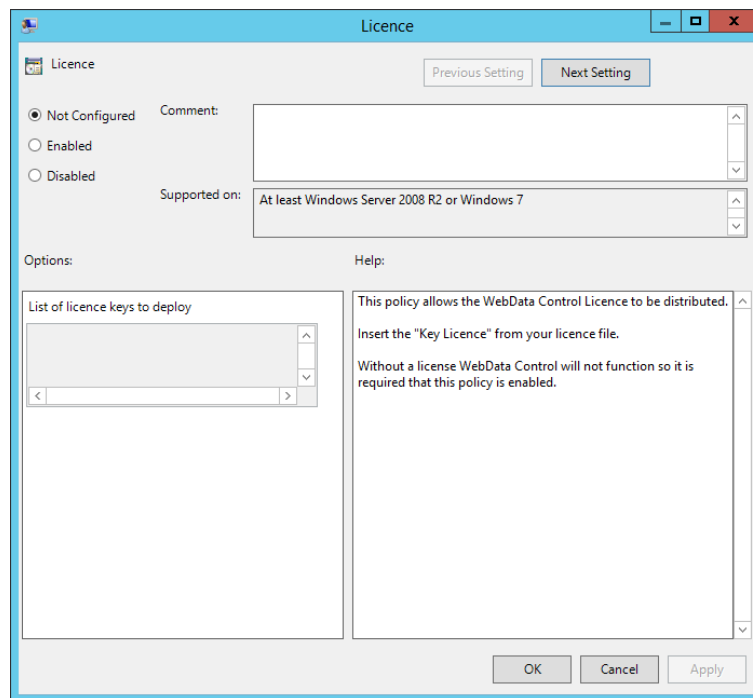 Licence
Licence
Previous Setting
Next Setting
Not Configured
Comment:
Enabled
Disabled
Supported on:
At least Windows Server 2008 R2 or Windows 7
Options:
Help:
List of licence keys to deploy
This policy allows the WebData Control Licence to be distributed.
Insert the "Key Licence" from your licence file.
Without a license WebData Control will not function so it is
required that this policy is enabled.
OK
Cancel
Apply